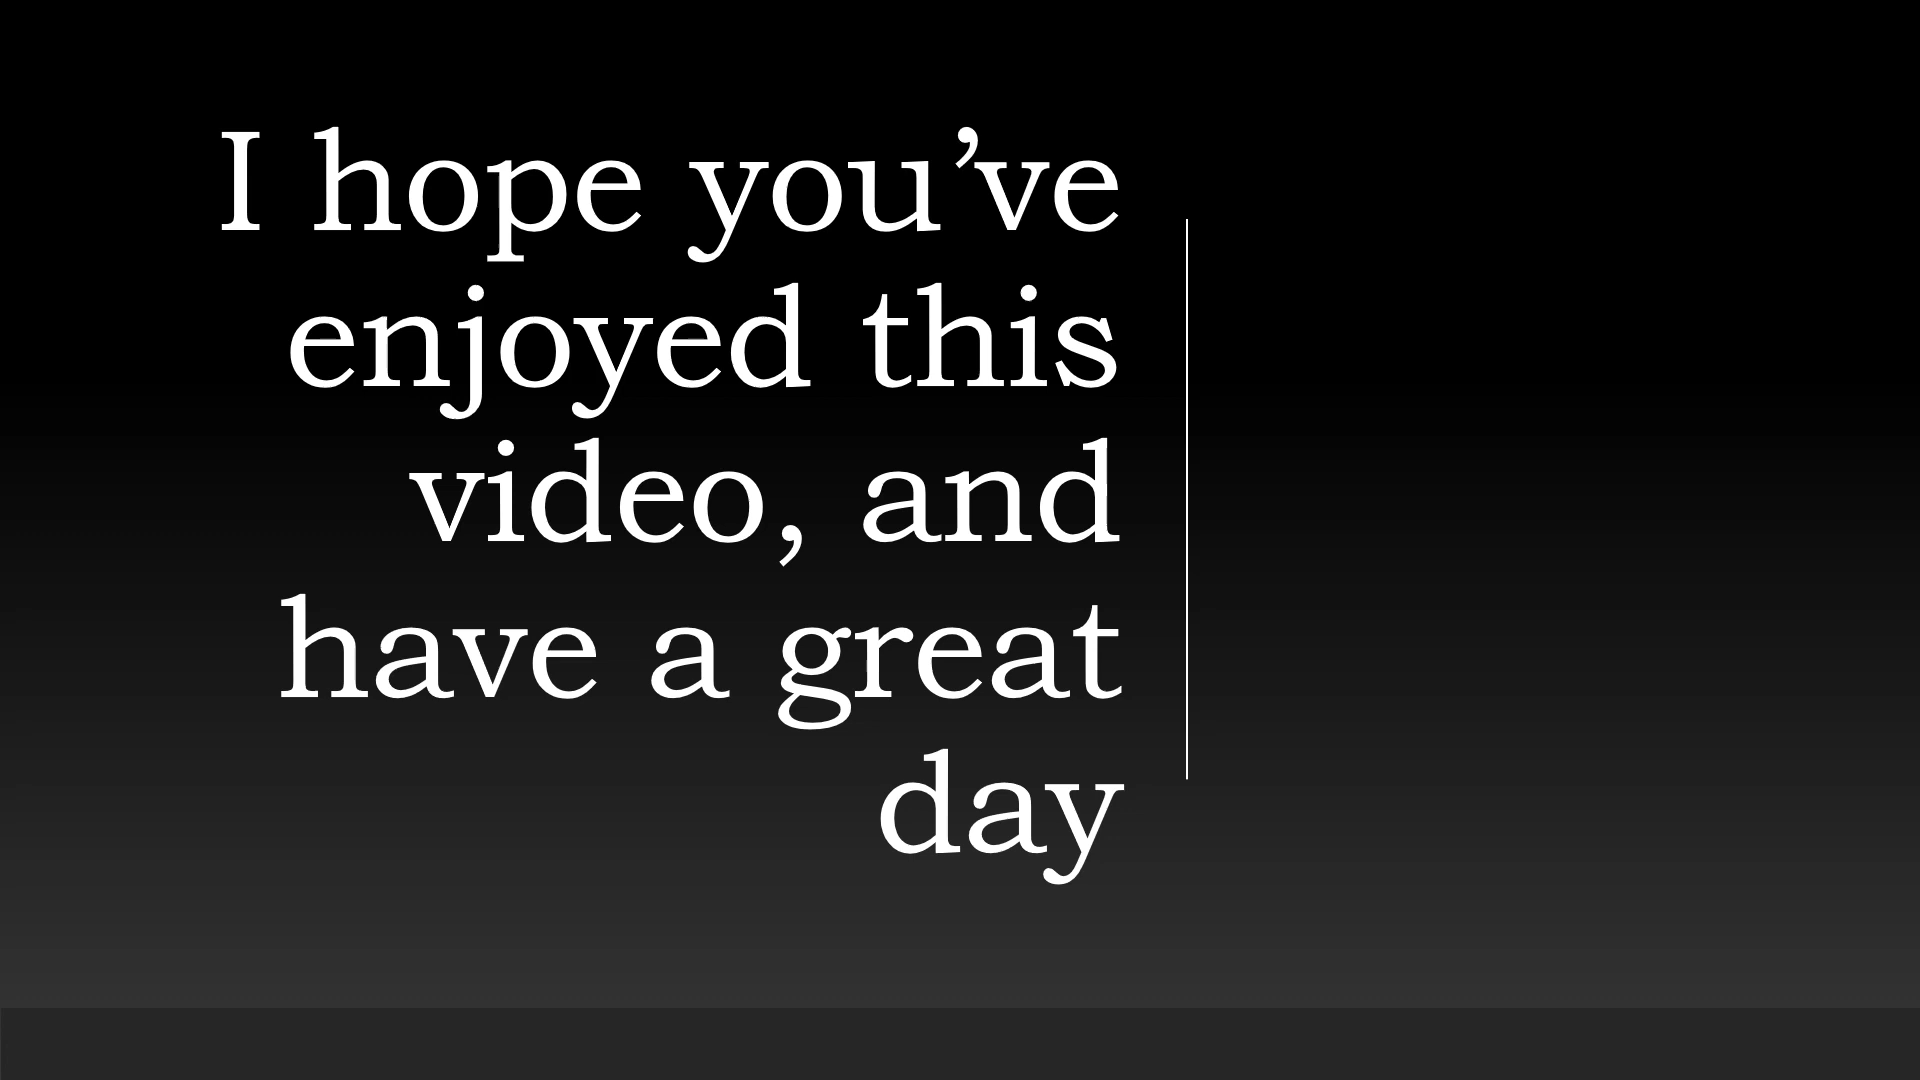 I hope you’ve
enjoyed this
video, and
have a great
day